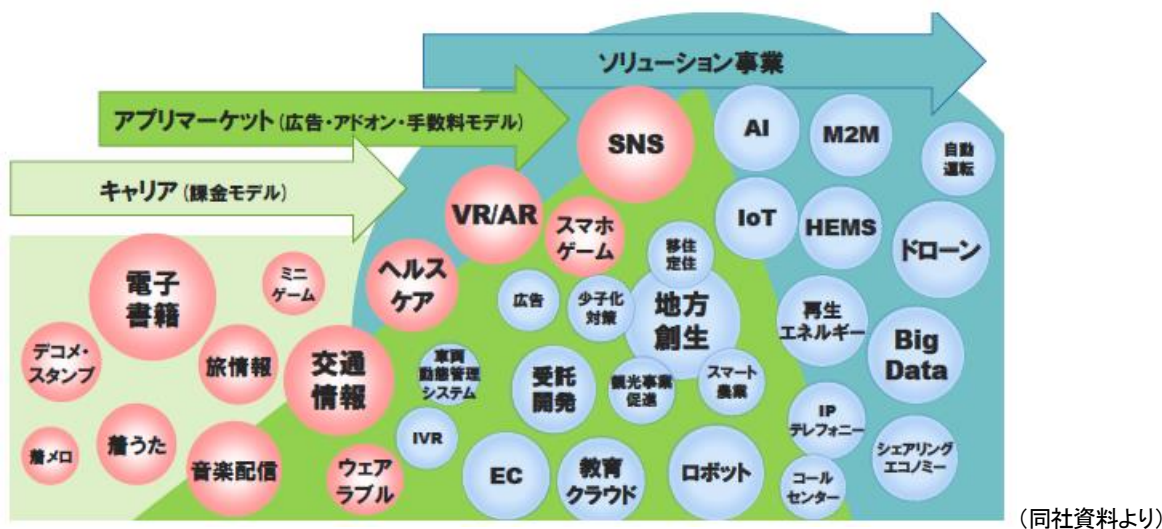 ソリューション事業
アプリマーケット(広告・アドオン・手数料モデル)
キャリア(課金モデル)
SNS
AI
M2M
自動
運転
VR/AR
スマホ
ゲーム
IoT
HEMS
ドローン
移住
定住
ヘルス
ケア
ミニ
ゲーム
電子
書籍
広告
少子化
対策
地方
創生
再生
エネルギー
Big
Data
デコメ・
スタンプ
旅情報
交通
情報
車両
動態管理
システム
受託
開発
観光事業
促進
スマート
農業
IP
テレフォニー
着メロ
着うた
音楽配信
ウェア
ラブル
IVR
EC
教育
クラウド
ロボット
コール
センター
シェアリング
エコノミー
(同社資料より)